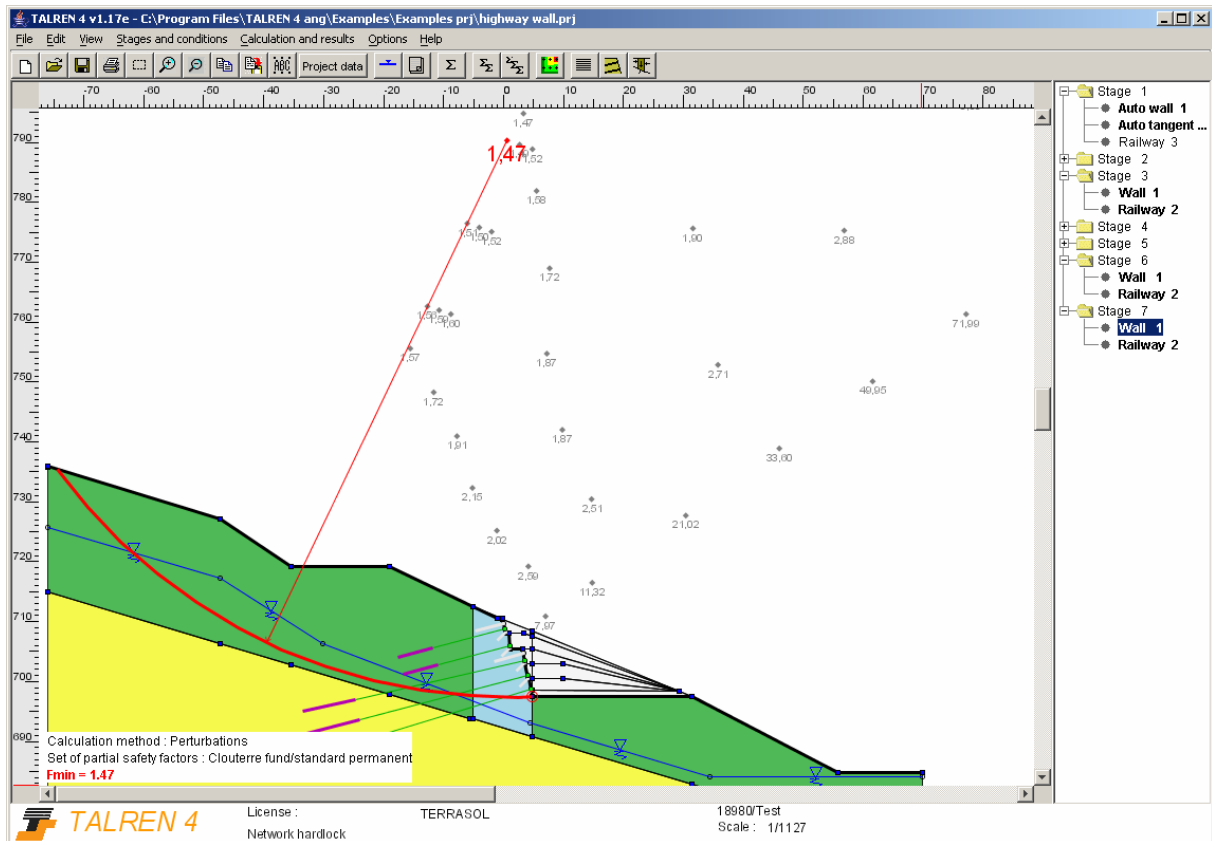 TALREN 4 v1.17e - C:\Program Files\TALREN 4 ang\Examples\Examples prj\highway wall.prj
File Edit View Stages and conditions Calculation and results Options Help
Project data Σ
-70 -60 -50 -40 -30 -20 -10 0 10 20 30 40 50 60 70 80
790
780
770
760
750
740
730
720
710
700
690
1,47
1,47
1,52
1,58
1,51 1,50 1,52
1,90
2,88
1,72
1,60
71,99
1,57
1,87
2,71
49,95
1,72
1,91
1,87
33,60
2,15
2,51
21,02
2,02
2,59
11,32
7,97
Calculation method : Perturbations
Set of partial safety factors : Clouterre fund/standard permanent
Fmin = 1.47
Stage 1
Auto wall 1
Auto tangent ...
Railway 3
Stage 2
Stage 3
Wall 1
Railway 2
Stage 4
Stage 5
Stage 6
Wall 1
Railway 2
Stage 7
Wall 1
Railway 2
TALREN 4
License : TERRASOL
Network hardlock
18980/Test
Scale : 1/1127